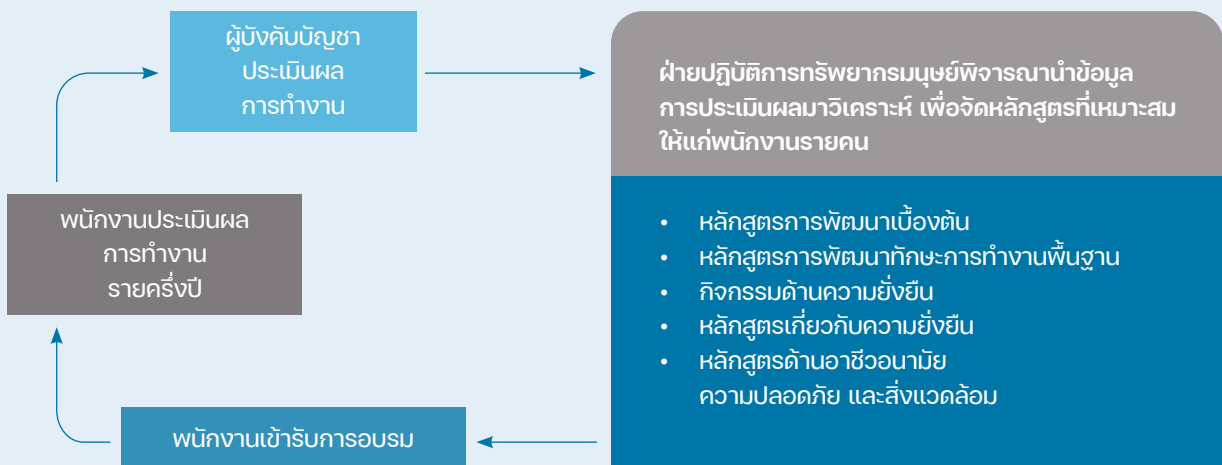 ผู้บังคับบัญชา
ประเมินผล
การทำงาน
ฝ่ายปฏิบัติการทรัพยากรมนุษย์พิจารณานำข้อมูล
การประเมินผลมาวิเคราะห์ เพื่อจัดหลักสูตรที่เหมาะสม
ให้แก่พนักงานรายคน
พนักงานประเมินผล
การทำงาน
รายครึ่งปี
• หลักสูตรการพัฒนาเบื้องต้น
• หลักสูตรการพัฒนาทักษะการทำงานพื้นฐาน
• กิจกรรมด้านความยั่งยืน
• หลักสูตรเกี่ยวกับความยั่งยืน
• หลักสูตรด้านอาชีวอนามัย
ความปลอดภัย และสิ่งแวดล้อม
พนักงานเข้ารับการอบรม